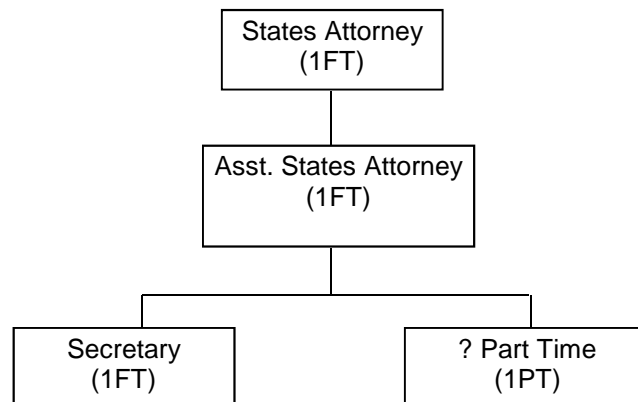 States Attorney
(1FT)
Asst. States Attorney
(1FT)
Secretary
(1FT)
? Part Time
(1PT)